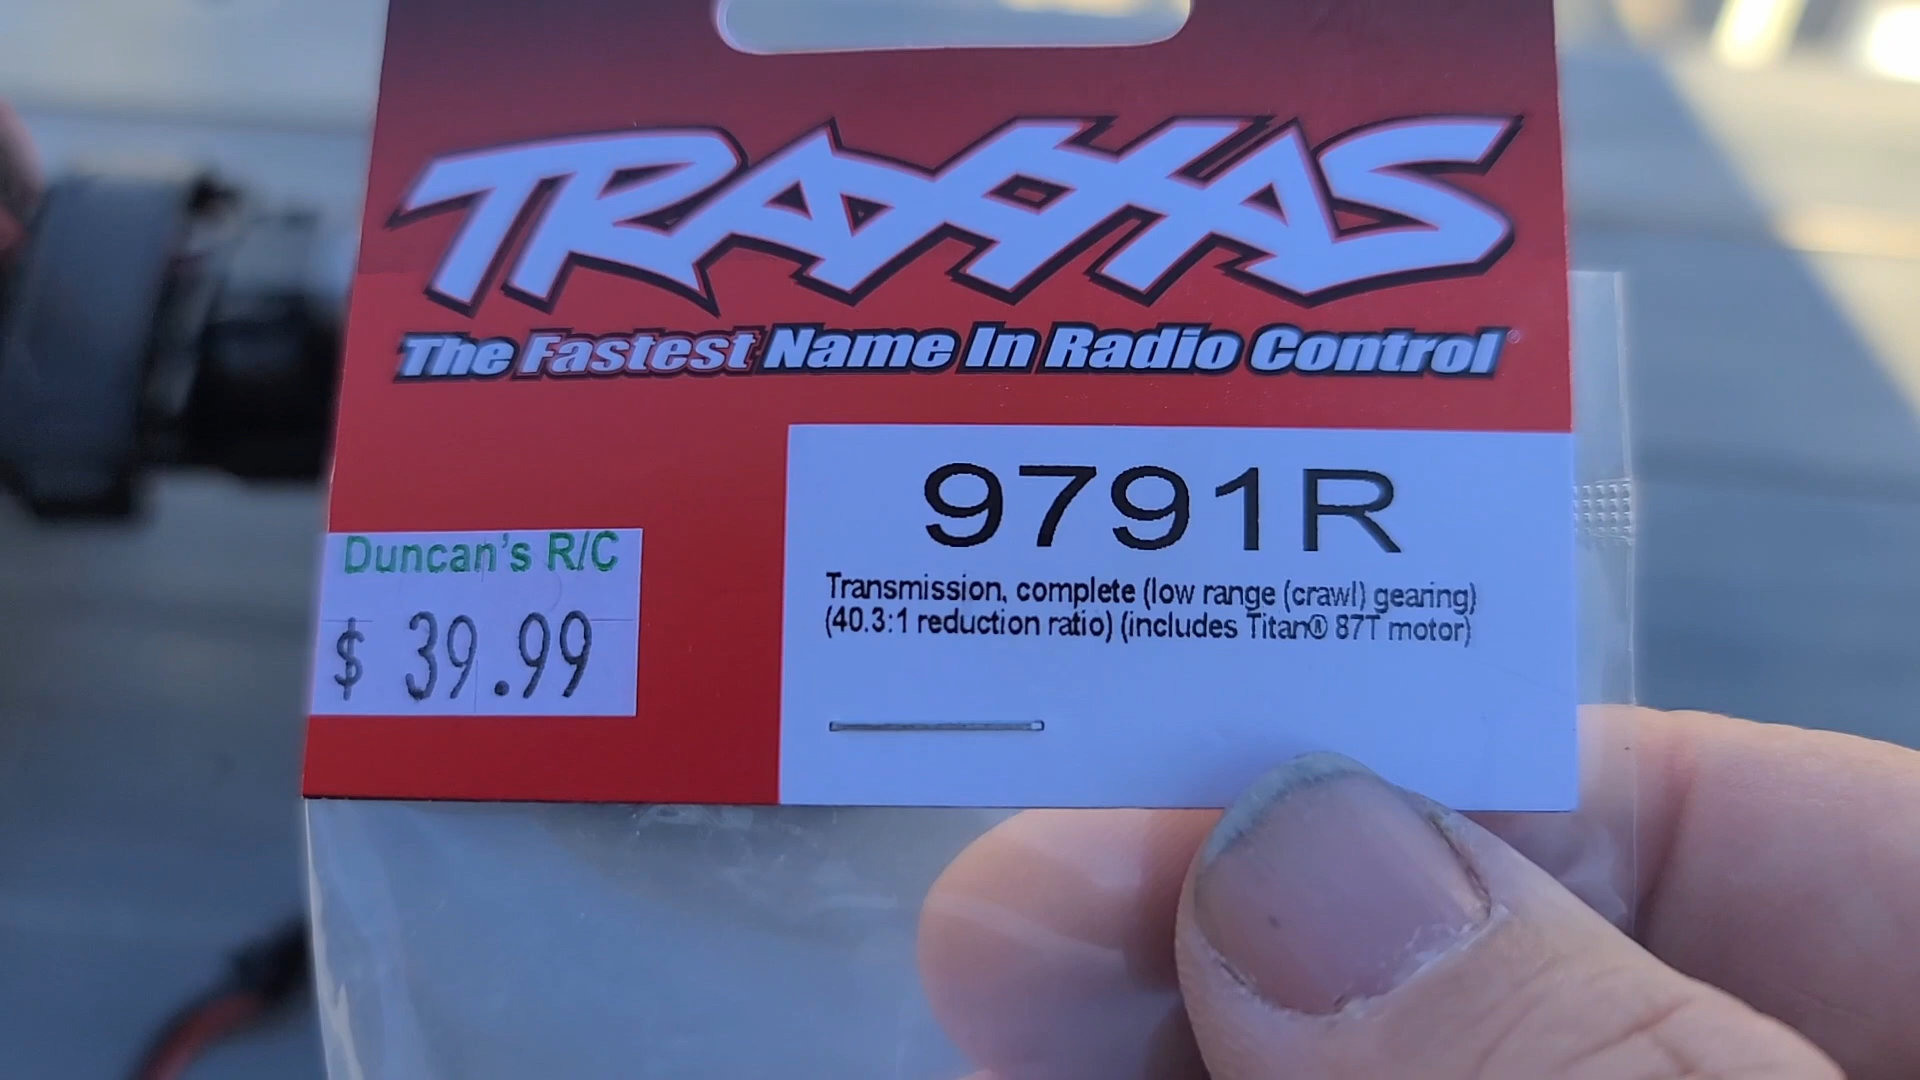 TRAXXAS
The Fastest Name In Radio Control®
9791R
Transmission, complete (low range (crawl) gearing)
(40.3:1 reduction ratio) (includes Titan® 87T motor)
Duncan's R/C
$ 39.99